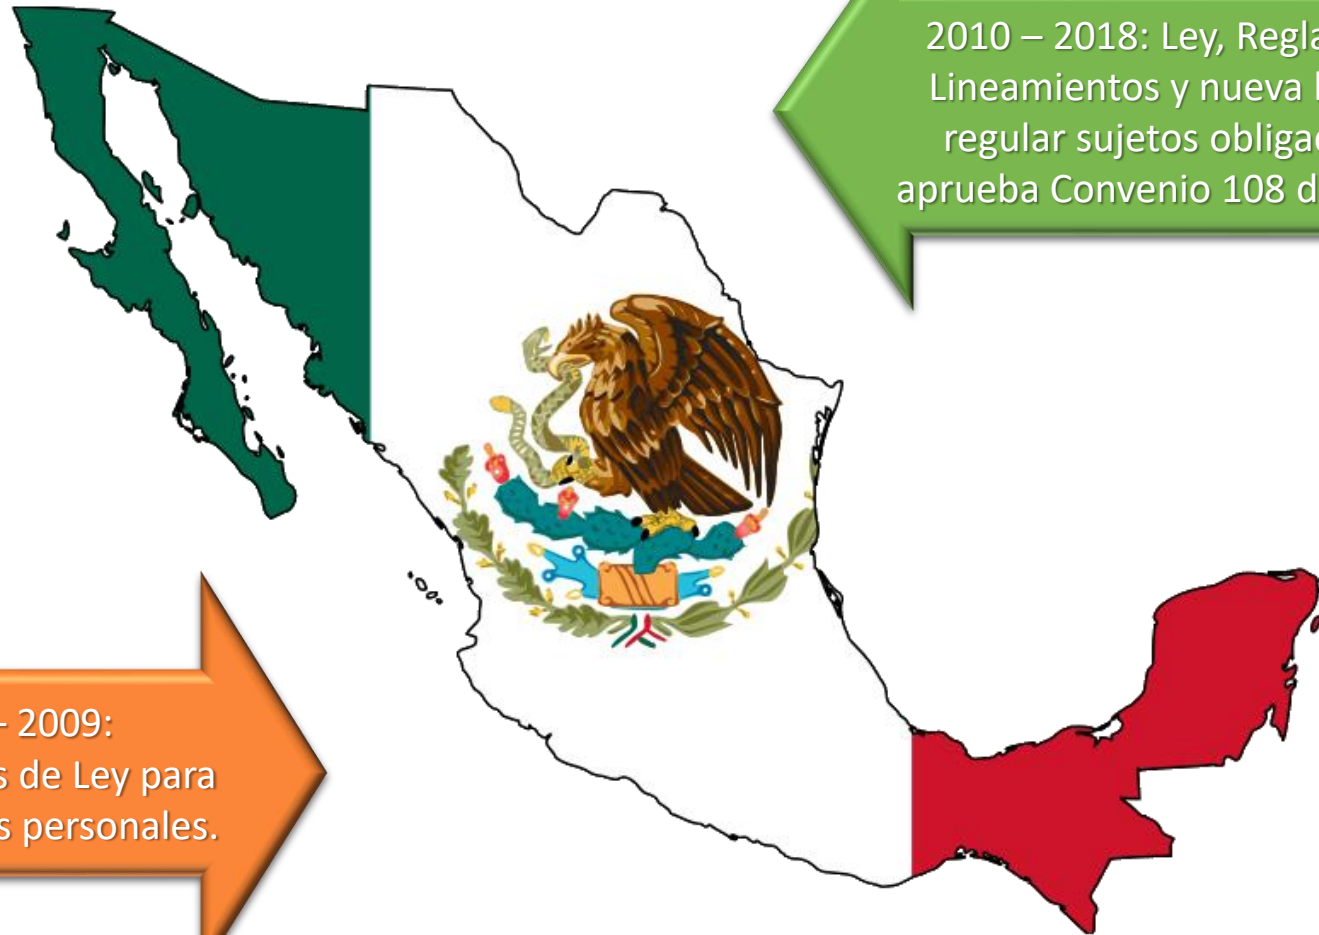 2010 – 2018: Ley, Regla
Lineamientos y nueva
regular sujetos obliga
aprueba Convenio 108 d
– 2009:
s de Ley para
s personales.